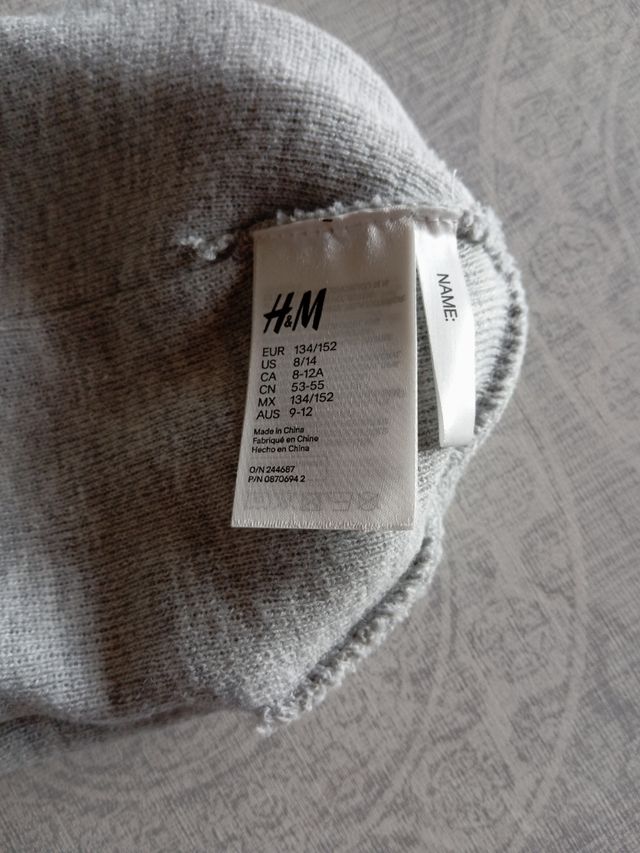 H&M
EUR 134/152
US 8/14
CA 8-12A
CN 53-55
MX 134/152
AUS 9-12
Made in China
Fabriqué en Chine
Hecho en China
O/N 244687
P/N 0870694 2
NAME: